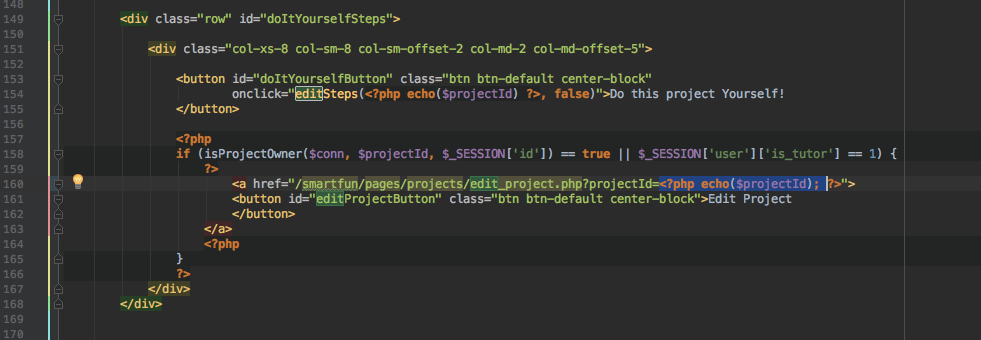 148
149 <div class="row" id="doItYourselfSteps">
150
151 <div class="col-xs-8 col-sm-8 col-sm-offset-2 col-md-2 col-md-offset-5">
152
153 <button id="doItYourselfButton" class="btn btn-default center-block"
154 onclick="editSteps(<?php echo($projectId) ?>, false)">Do this project Yourself!
155 </button>
156
157 <?php
158 if (isProjectOwner($conn, $projectId, $_SESSION['id']) == true || $_SESSION['user']['is_tutor'] == 1) {
159 ?>
160 <a href="/smartfun/pages/projects/edit_project.php?projectId=<?php echo($projectId); ?>">
161 <button id="editProjectButton" class="btn btn-default center-block">Edit Project
162 </button>
163 </a>
164 <?php
165 }
166 ?>
167 </div>
168 </div>
169
170